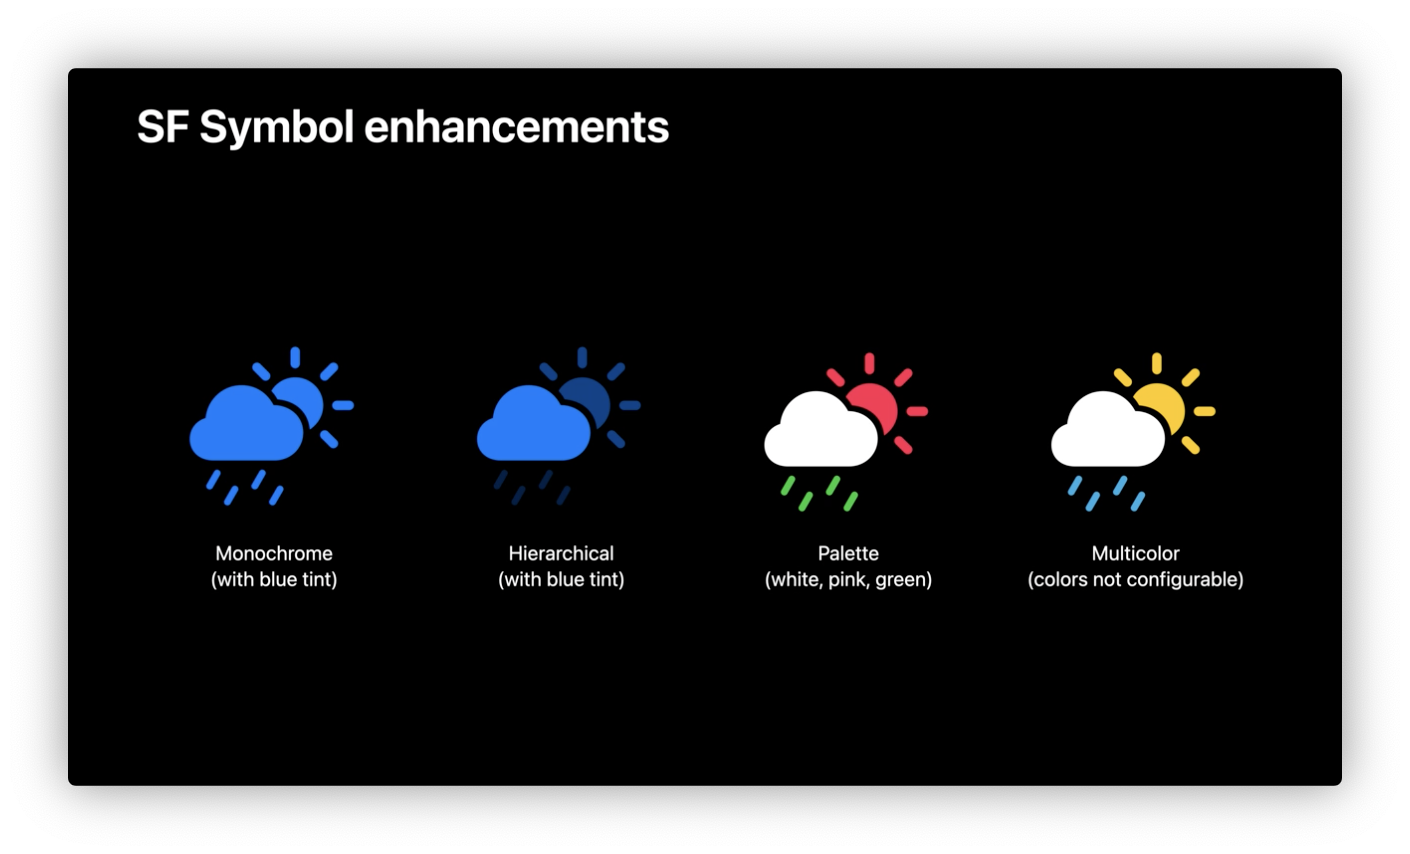 SF Symbol enhancements
Monochrome
(with blue tint)
Hierarchical
(with blue tint)
Palette
(white, pink, green)
Multicolor
(colors not configurable)